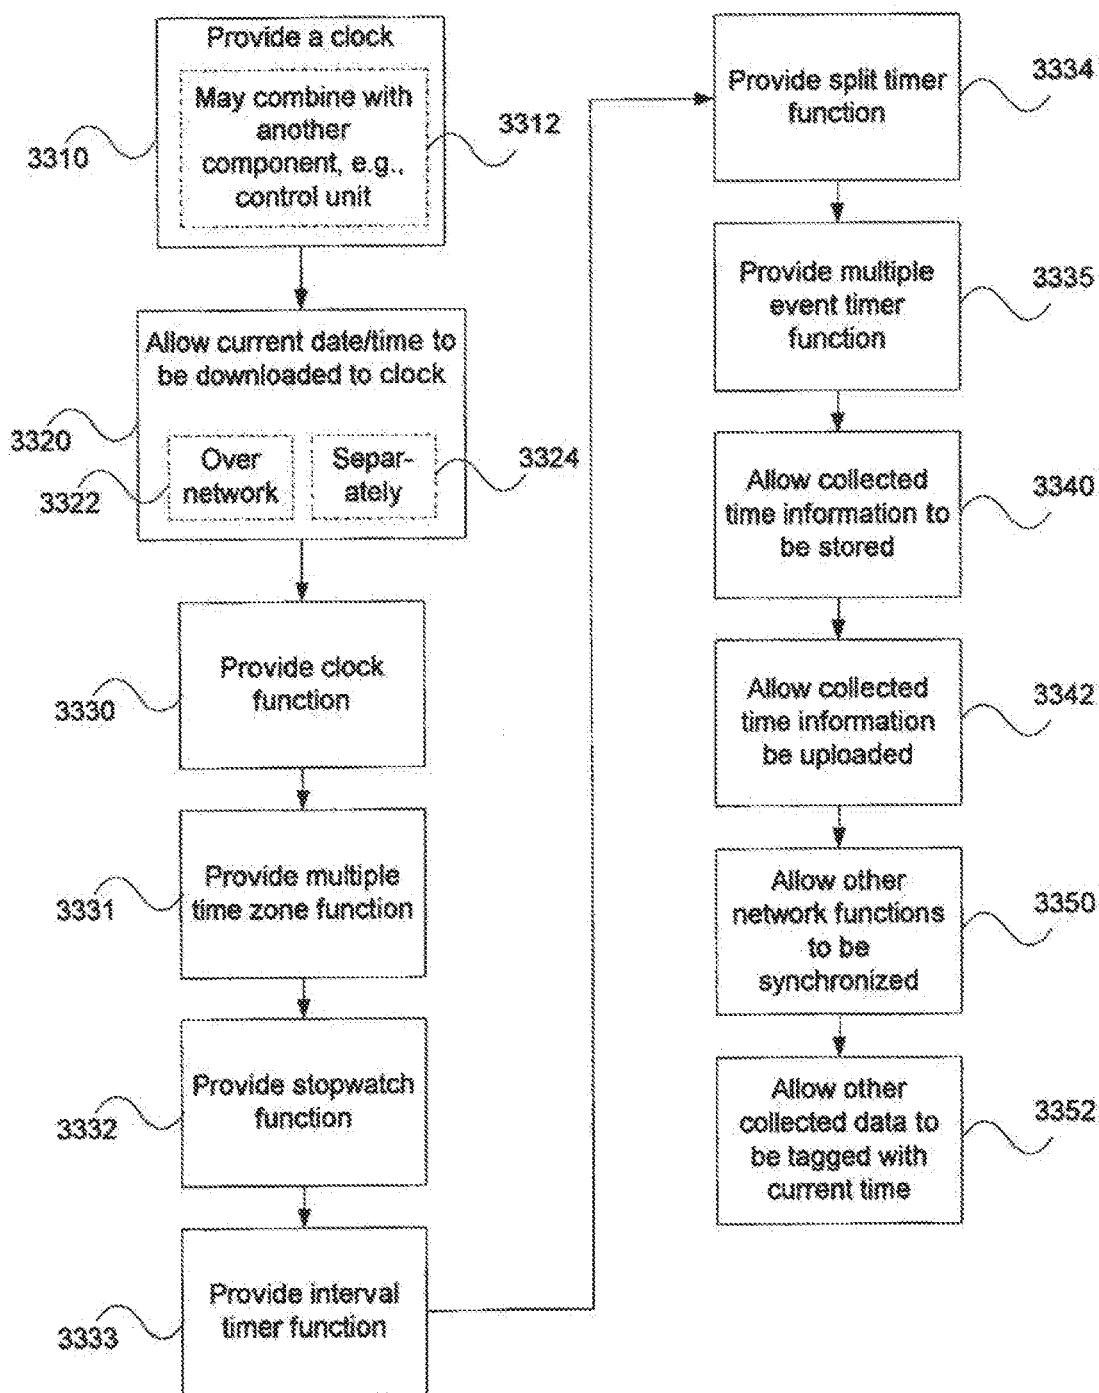 Provide a clock
May combine with
another
component, e.g.,
control unit
3310
3312
Allow current date/time to
be downloaded to clock
3320
Over
network
3322
Separ-
ately
3324
Provide clock
function
3330
Provide multiple
time zone function
3331
Provide stopwatch
function
3332
Provide interval
timer function
3333
Provide split timer
function
3334
Provide multiple
event timer
function
3335
Allow collected
time information to
be stored
3340
Allow collected
time information
be uploaded
3342
Allow other
network functions
to be
synchronized
3350
Allow other
collected data to
be tagged with
current time
3352